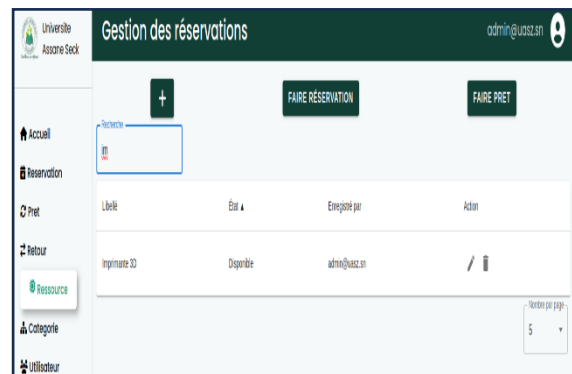 Universite
Assane Seck
Gestion des réservations
admin@uasz.sn
+
FAIRE RÉSERVATION
FAIRE PRET
Recherche
im
Accueil
Reservation
Pret
Retour
Ressource
Categorie
Utilisateur
Libellé
État ▲
Enregistré par
Action
Imprimante 3D
Disponible
admin@uasz.sn
Nombre par page
5